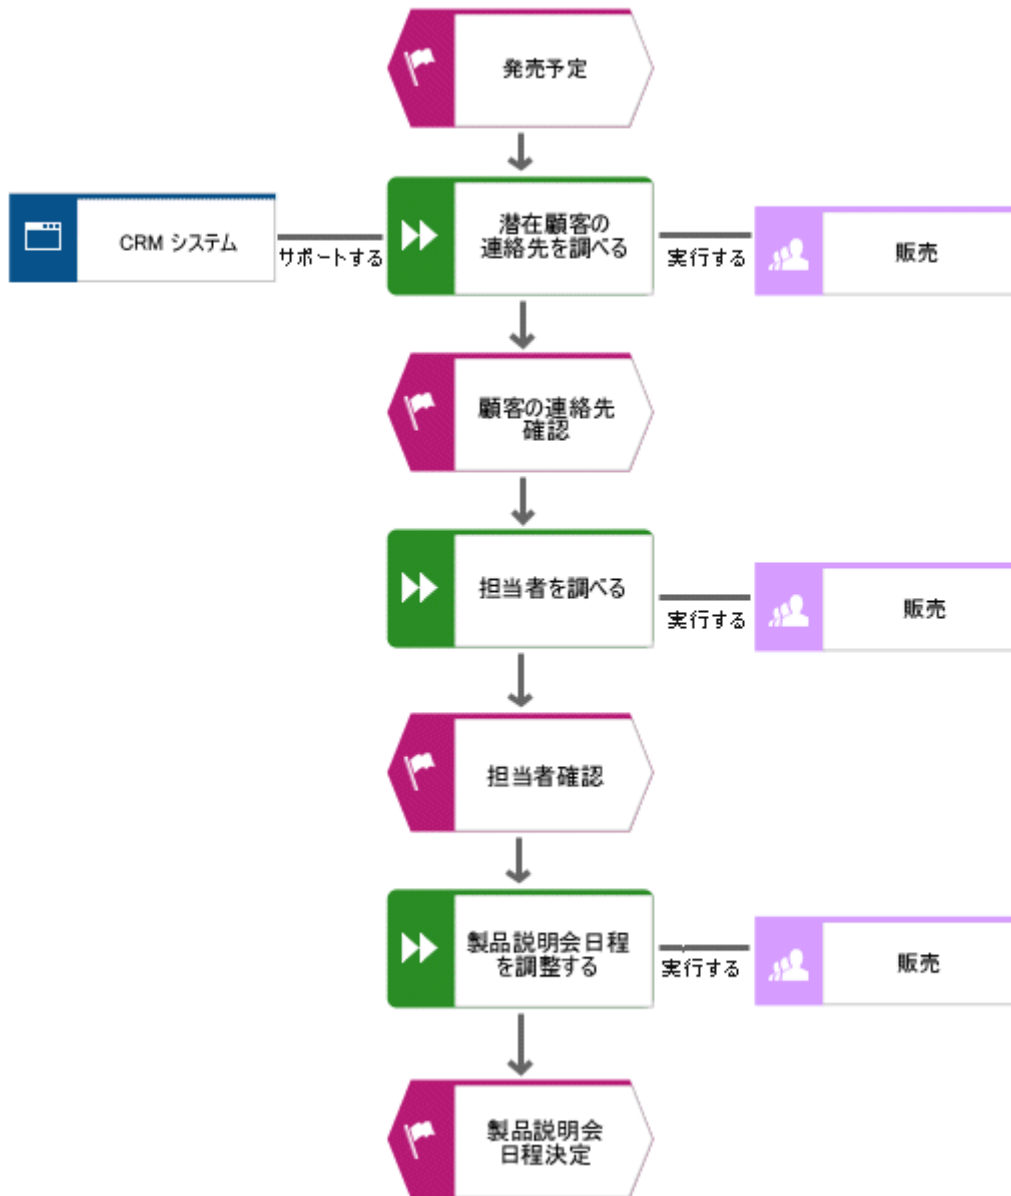 発売予定
CRM システム
サポートする
潜在顧客の
連絡先を調べる
実行する
販売
顧客の連絡先
確認
担当者を調べる
実行する
販売
担当者確認
製品説明会日程
を調整する
実行する
販売
製品説明会
日程決定